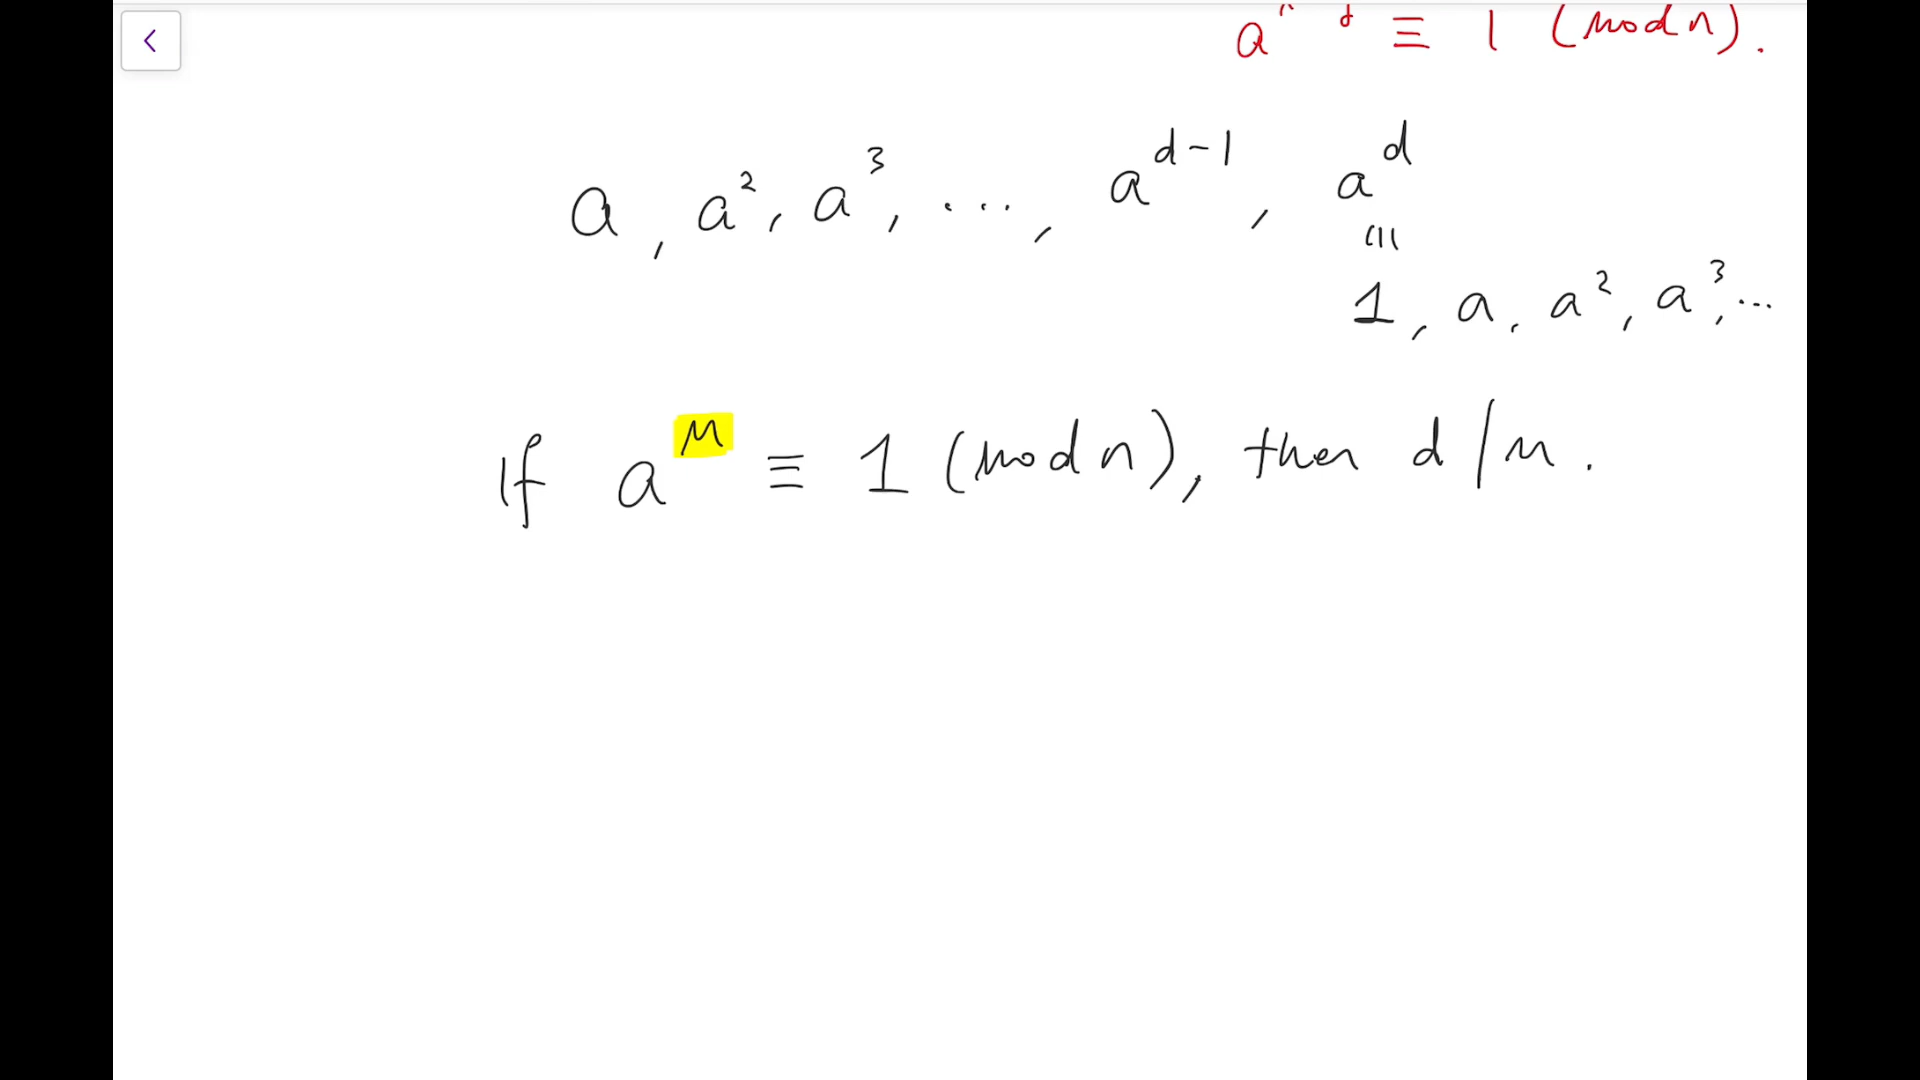 a ≡ 1 (mod n).
a, a², a³, ..., a^{d-1}, a^d
≡
1, a, a², a³, ...
If a^m ≡ 1 (mod n), then d | m.